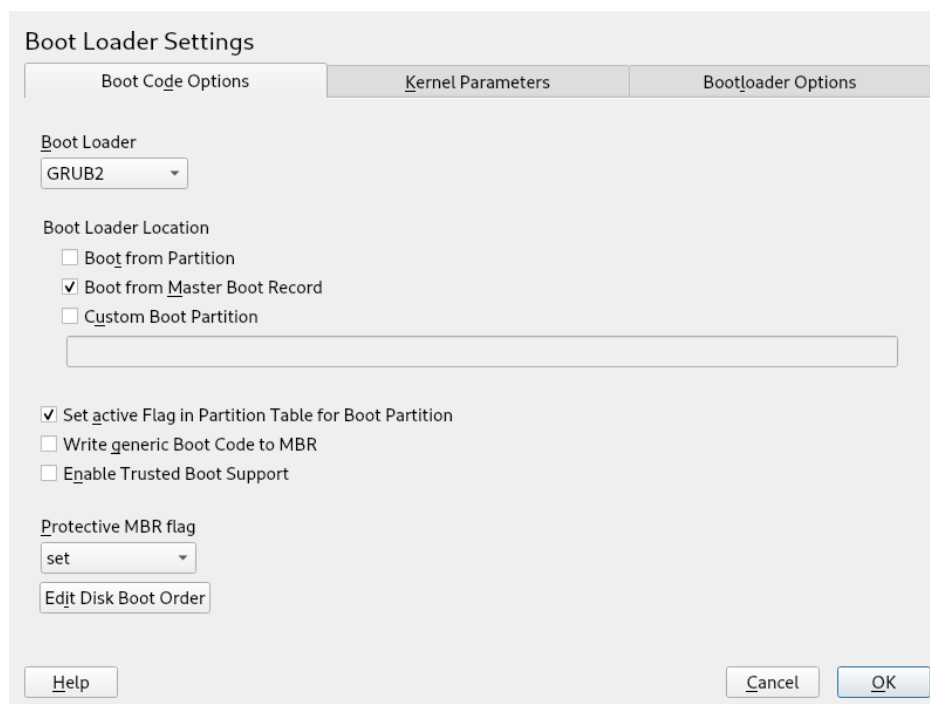 Boot Loader Settings
Boot Code Options Kernel Parameters Bootloader Options
Boot Loader
GRUB2
Boot Loader Location
Boot from Partition
Boot from Master Boot Record
Custom Boot Partition
Set active Flag in Partition Table for Boot Partition
Write generic Boot Code to MBR
Enable Trusted Boot Support
Protective MBR flag
set
Edit Disk Boot Order
Help Cancel OK